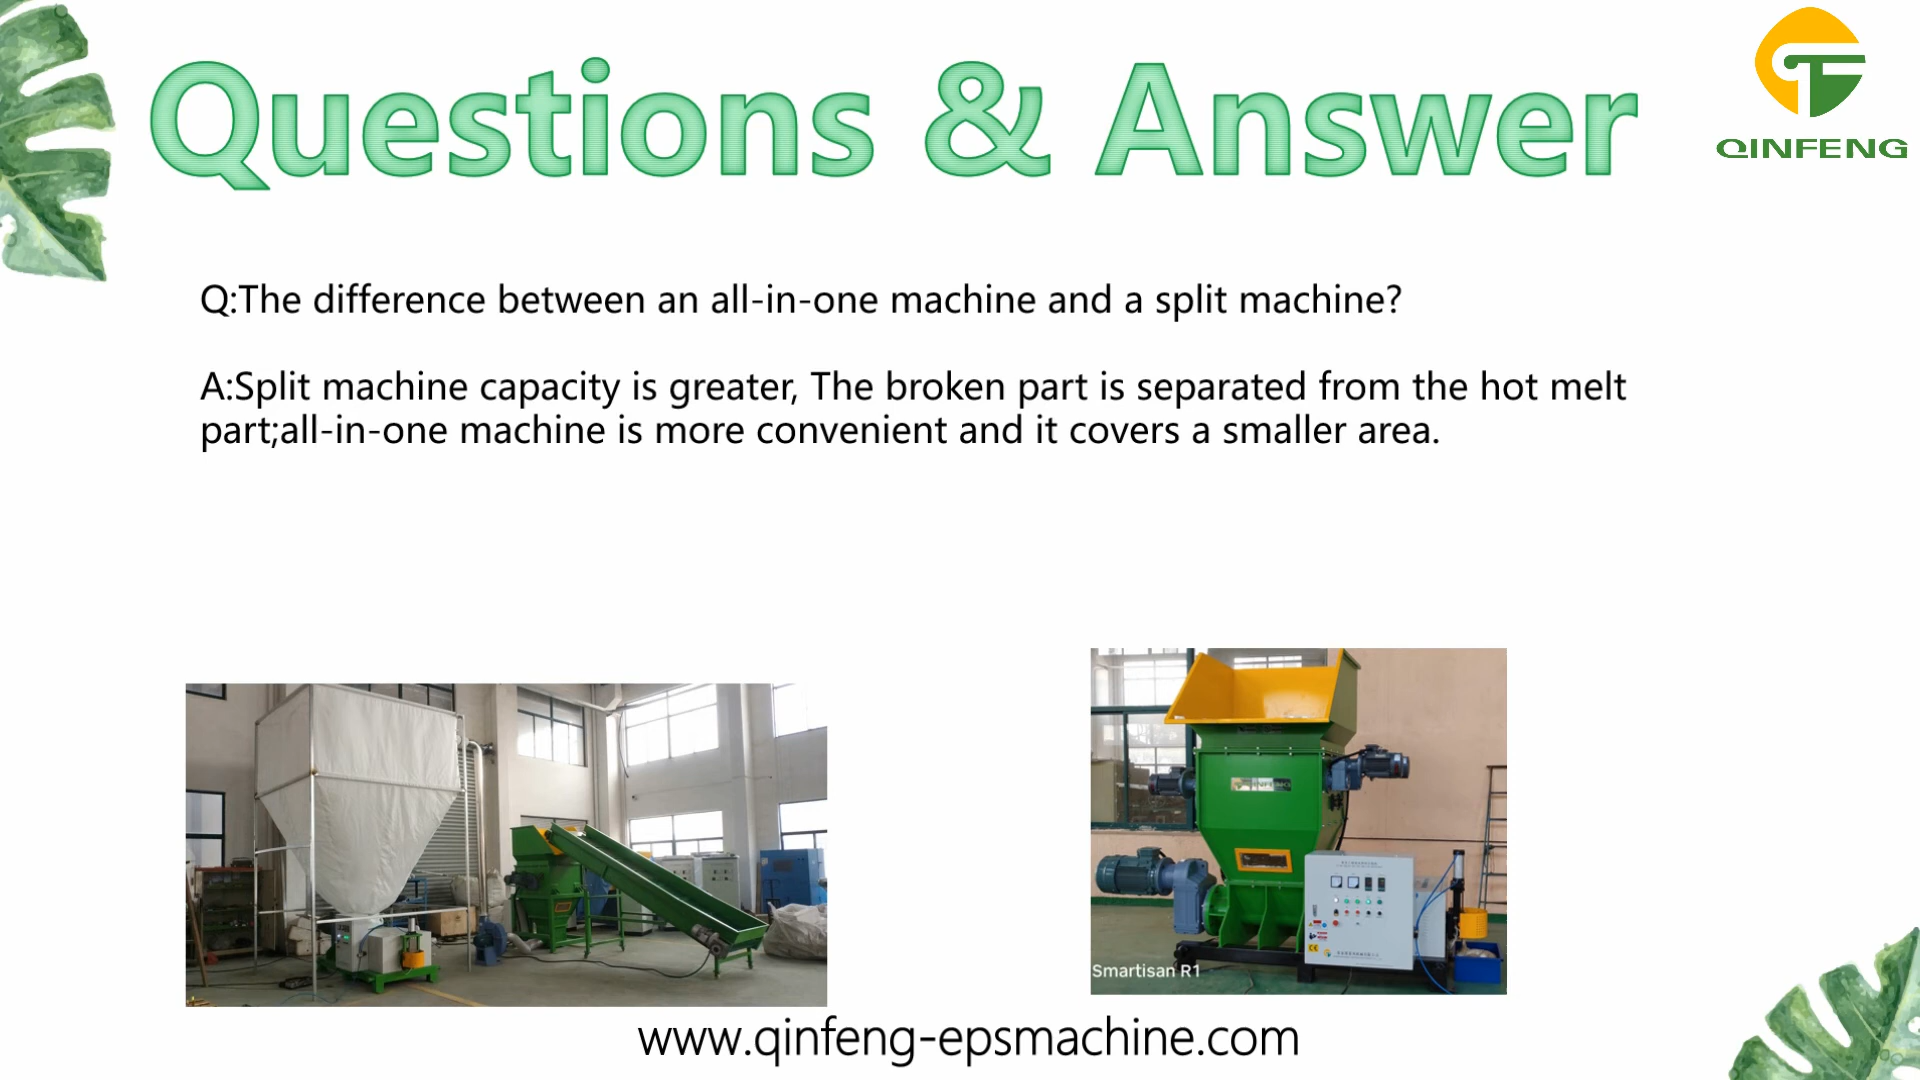 Questions & Answer
QINFENG
Q:The difference between an all-in-one machine and a split machine?
A:Split machine capacity is greater, The broken part is separated from the hot melt
part;all-in-one machine is more convenient and it covers a smaller area.
QINFENG
Smartisan R1
www.qinfeng-epsmachine.com